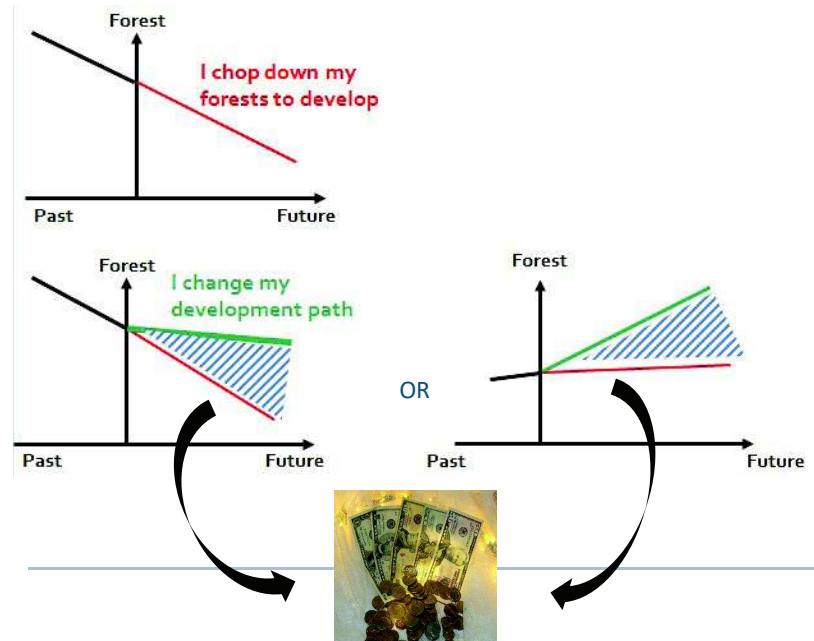 Forest
I chop down my
forests to develop
Past
Future
Forest
I change my
development path
Past
Future
OR
Forest
Past
Future